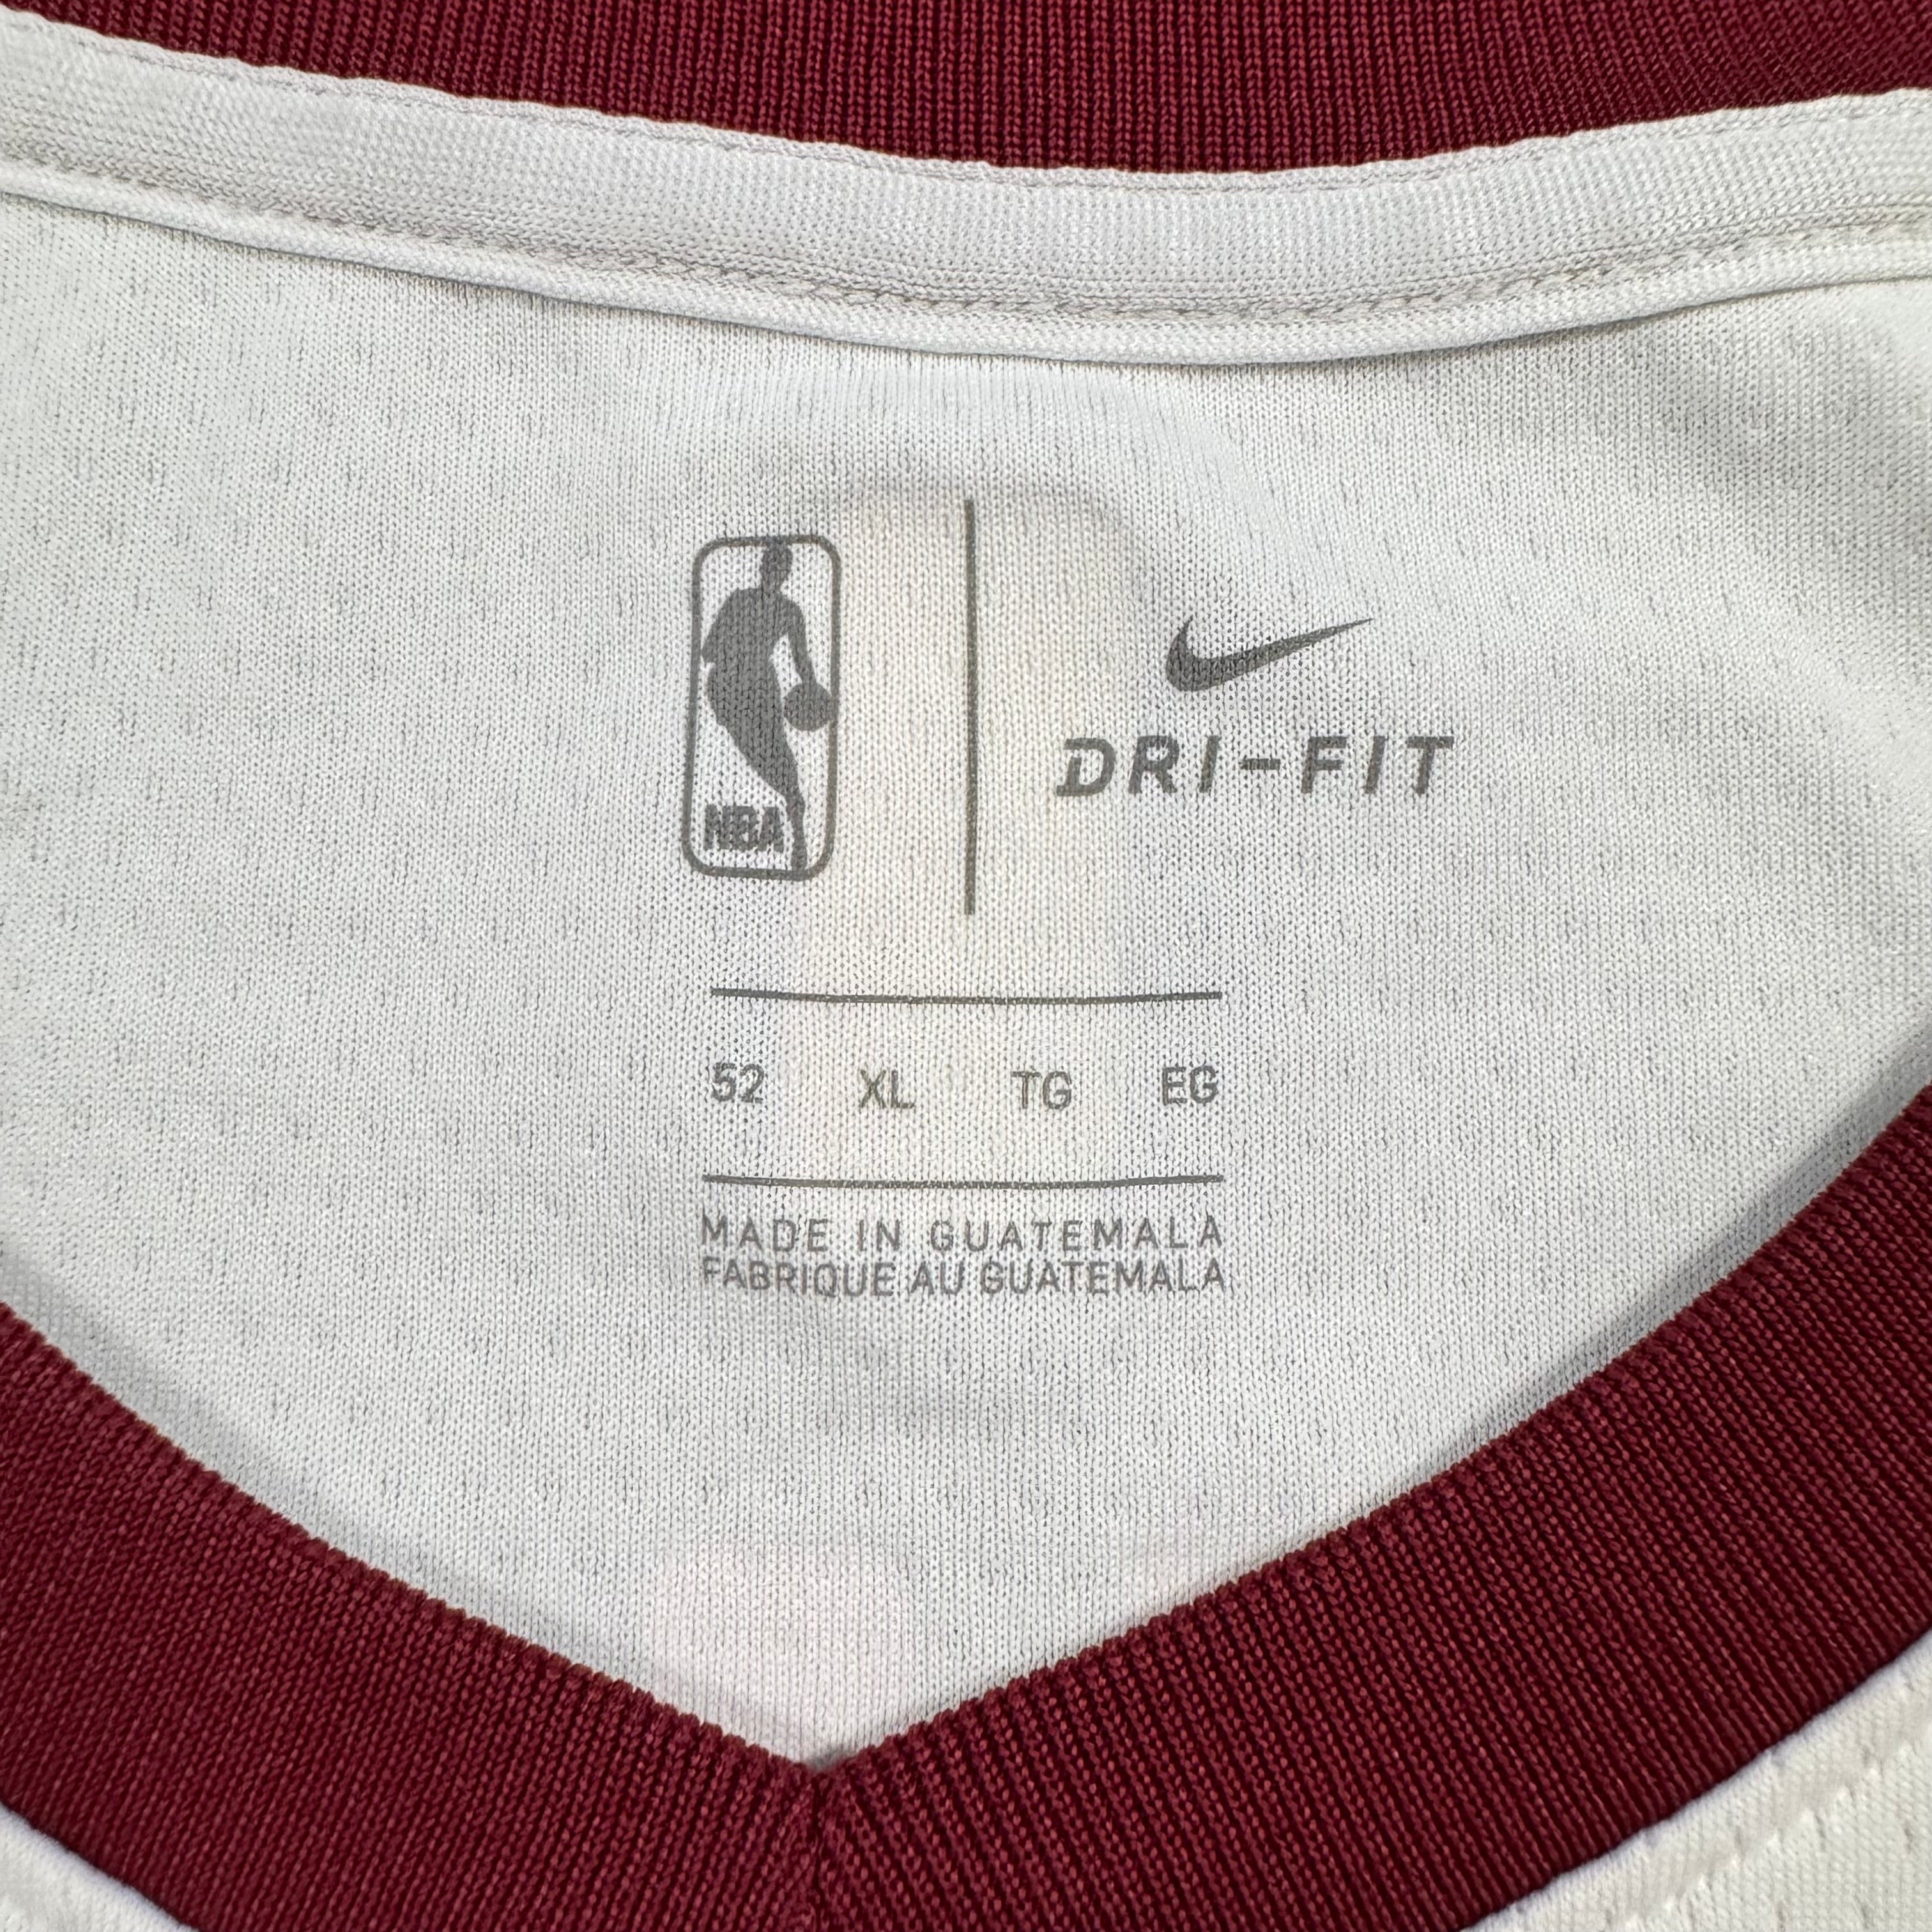 NBA
DRI-FIT
52 XL TG EG
MADE IN GUATEMALA
FABRIQUE AU GUATEMALA